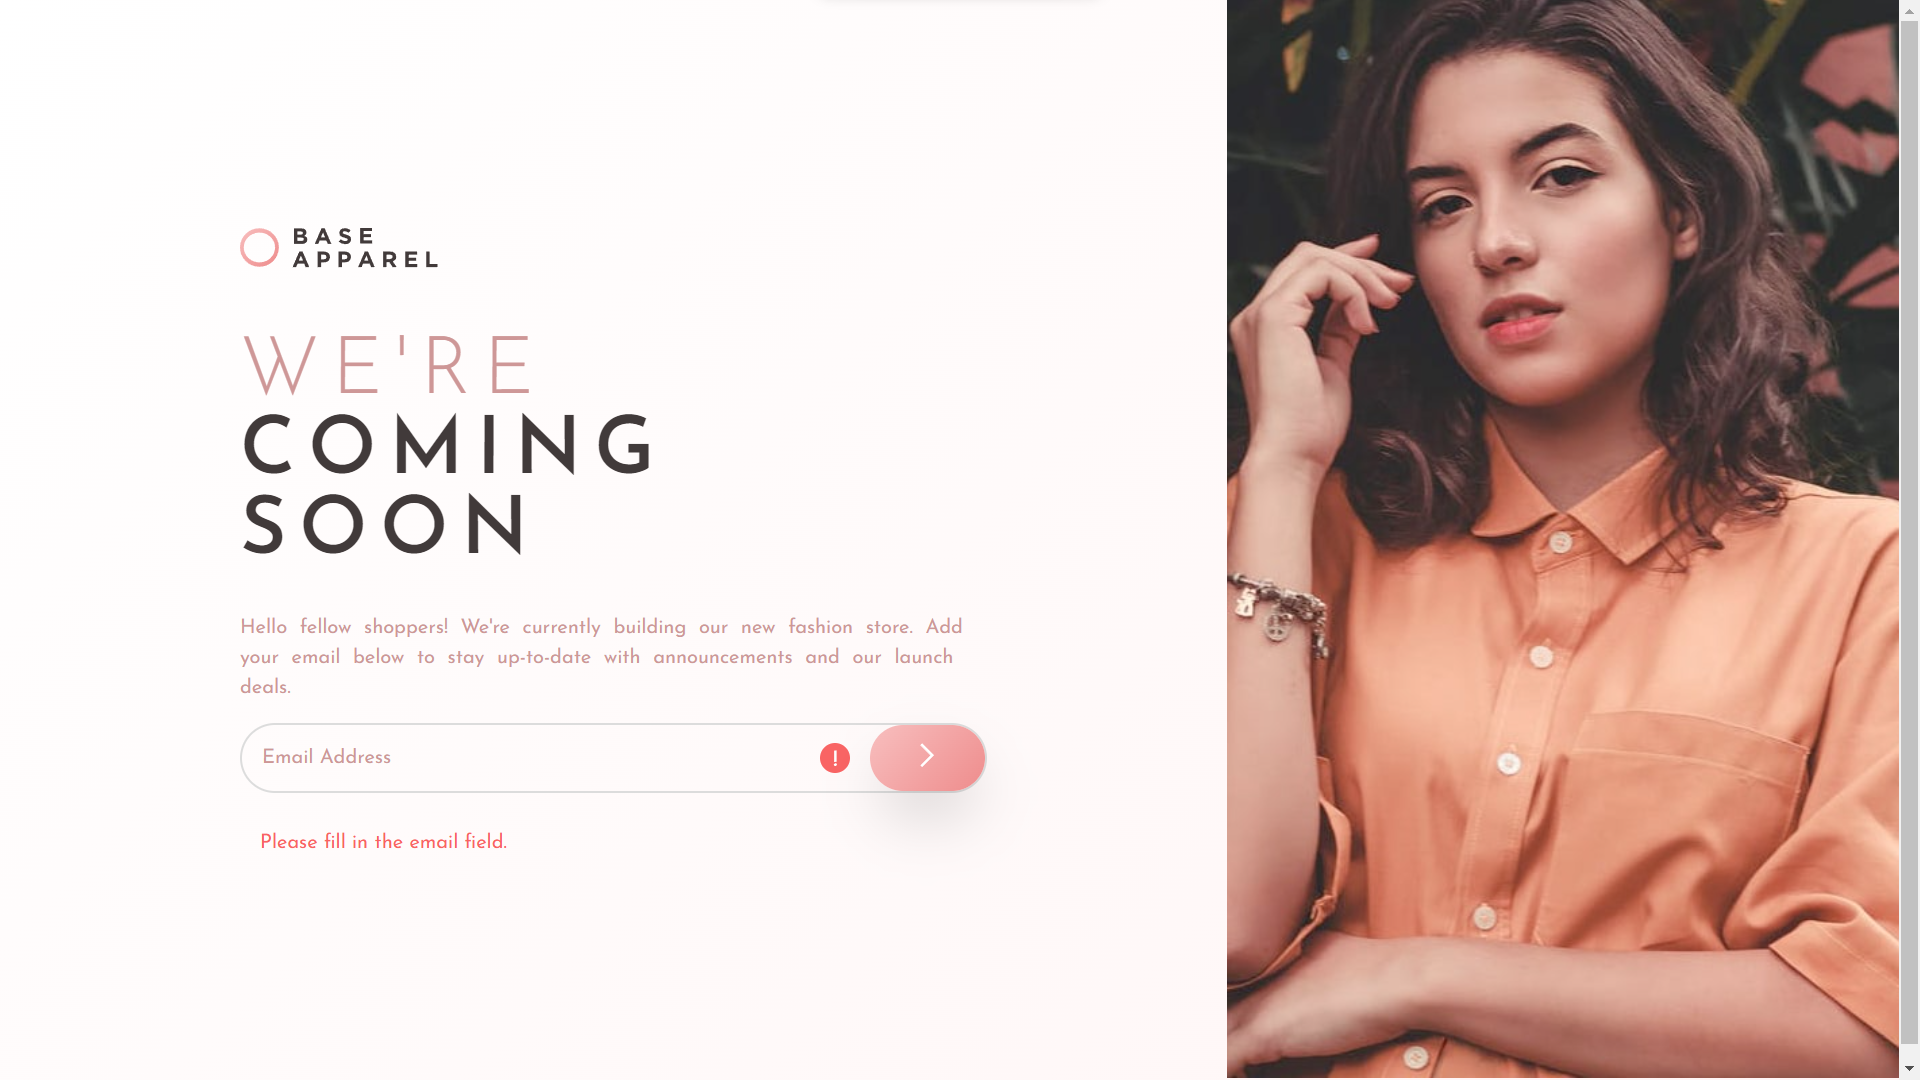 BASE
APPAREL
WE'RE
COMING
SOON
Hello fellow shoppers! We're currently building our new fashion store. Add
your email below to stay up-to-date with announcements and our launch
deals.
Email Address
!
Please fill in the email field.